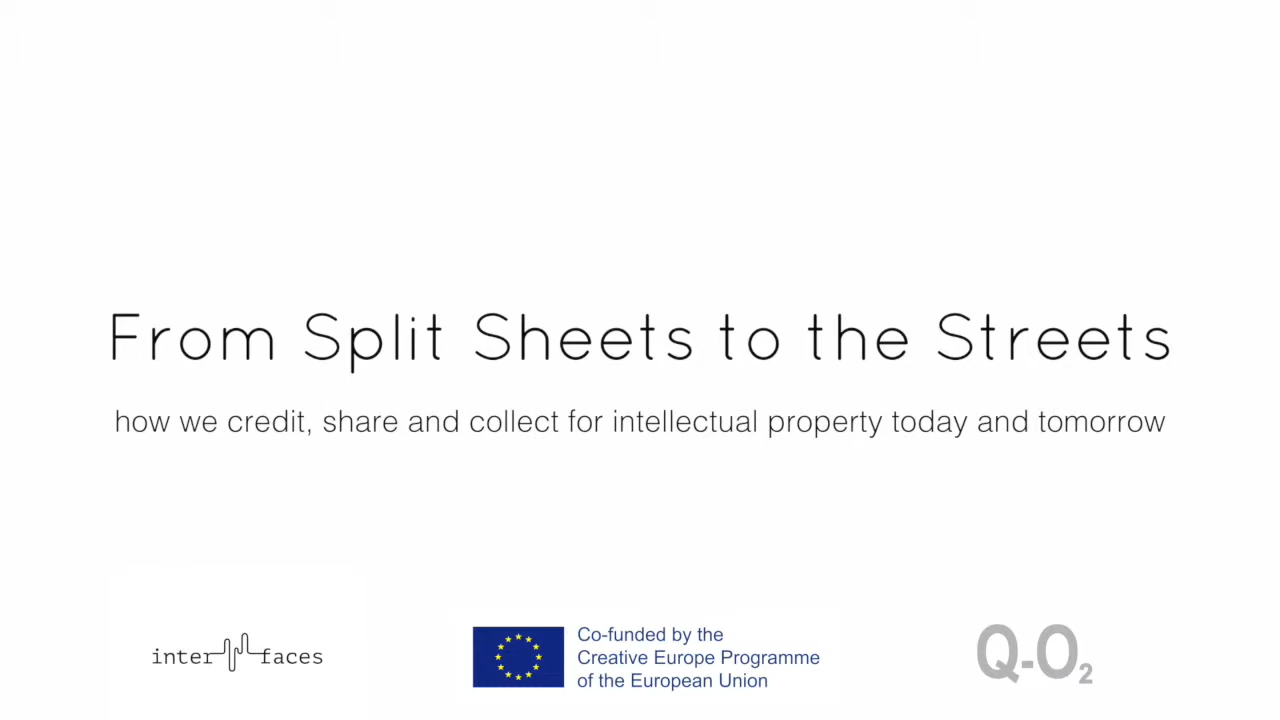 From Split Sheets to the Streets
how we credit, share and collect for intellectual property today and tomorrow
inter faces
Co-funded by the
Creative Europe Programme
of the European Union
Q-O2